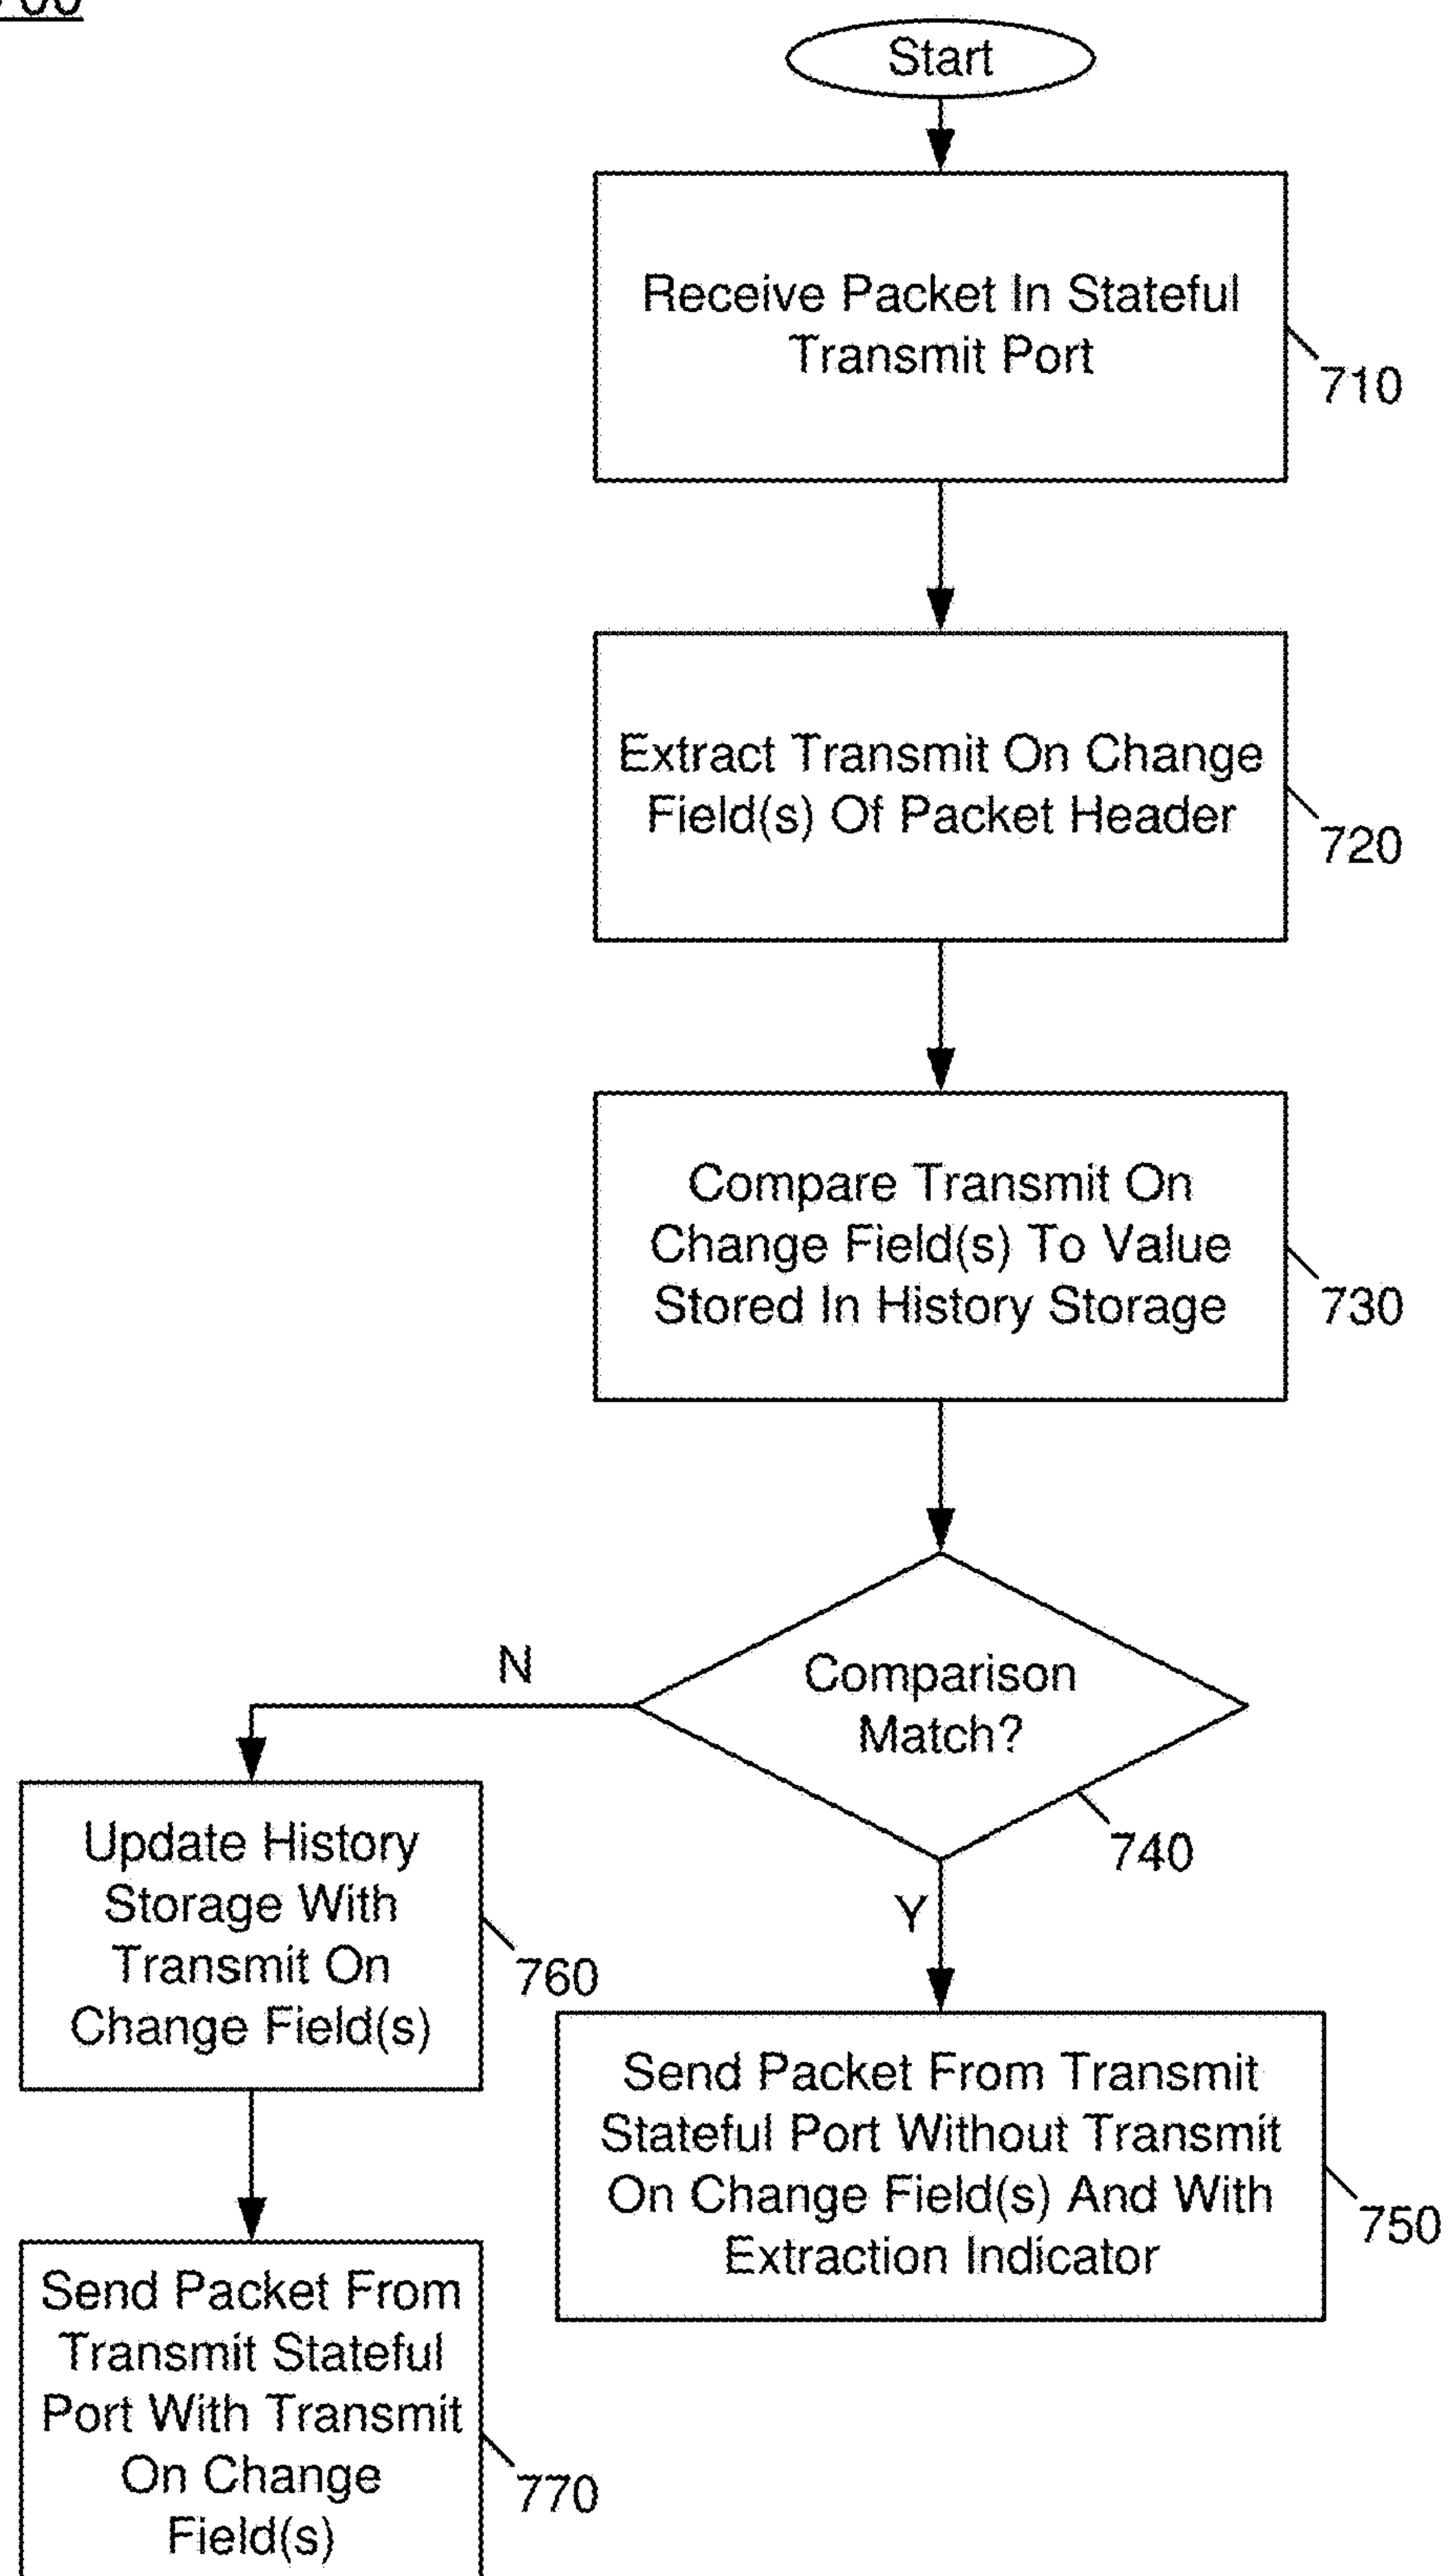 Start
Receive Packet In Stateful
Transmit Port
710
Extract Transmit On Change
Field(s) Of Packet Header
720
Compare Transmit On
Change Field(s) To Value
Stored In History Storage
730
Comparison
Match?
740
N
Y
Update History
Storage With
Transmit On
Change Field(s)
760
Send Packet From Transmit
Stateful Port Without Transmit
On Change Field(s) And With
Extraction Indicator
750
Send Packet From
Transmit Stateful
Port With Transmit
On Change
Field(s)
770